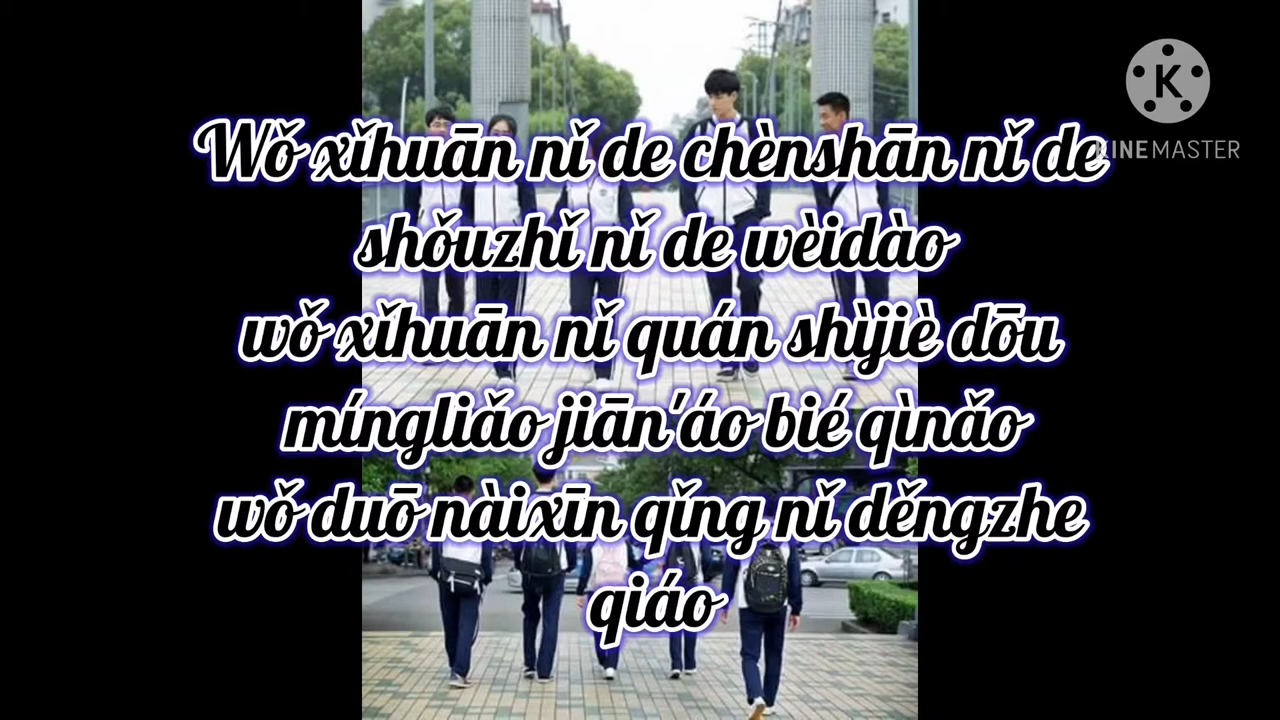 Wǒ xǐhuān nǐ de chènshān nǐ de
shǒuzhǐ nǐ de wèidào
wǒ xǐhuān nǐ quán shìjiè dōu
míngliǎo jiān'áo bié qìnǎo
wǒ duō nàixīn qǐng nǐ děngzhe
qiáo
K
KINEMASTER